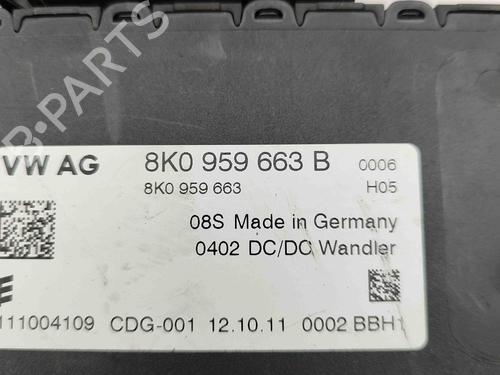 VW AG
8K0 959 663 B 0006
8K0 959 663 H05
08S Made in Germany
0402 DC/DC Wandler
111004109 CDG-001 12.10.11 0002 BBH1
B-PARTS